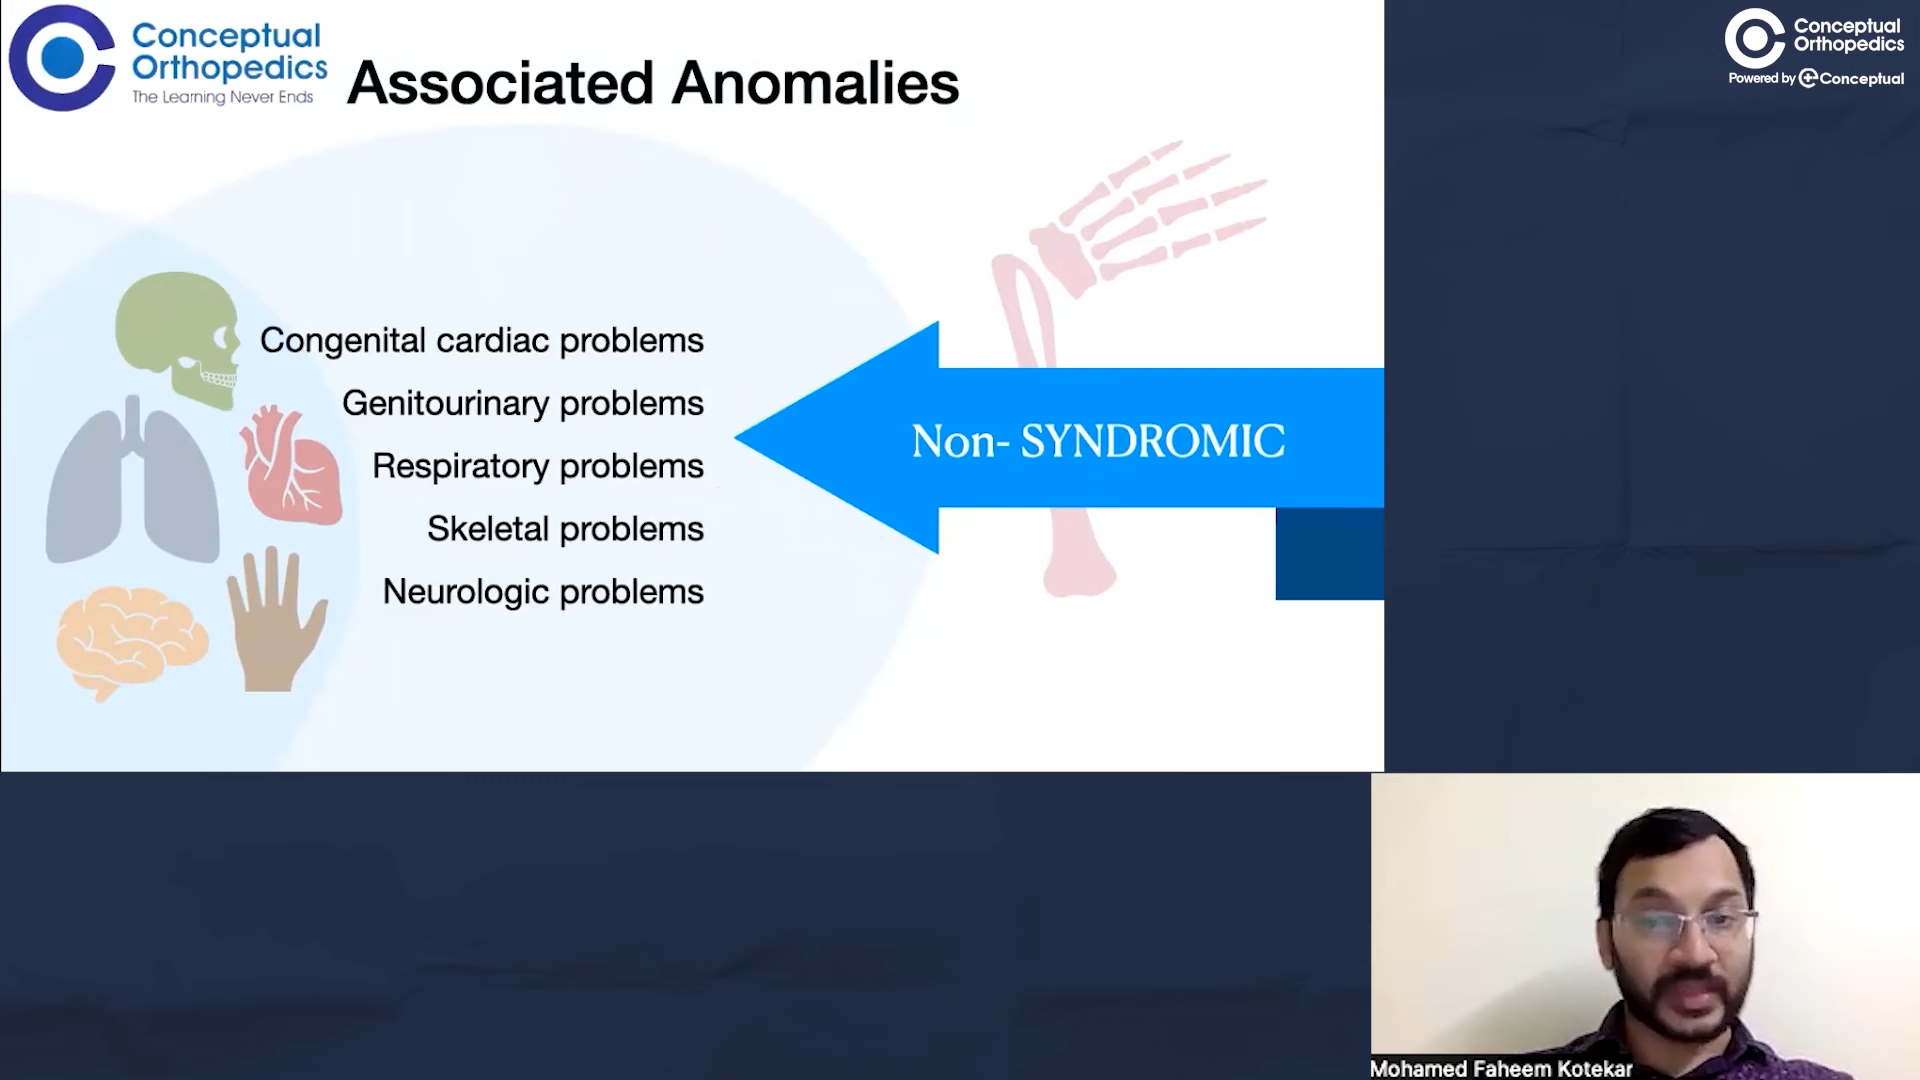 Conceptual
Orthopedics
The Learning Never Ends
Associated Anomalies
Conceptual
Orthopedics
Powered by Conceptual
Congenital cardiac problems
Genitourinary problems
Respiratory problems
Skeletal problems
Neurologic problems
Non- SYNDROMIC
Mohamed Faheem Kotekar